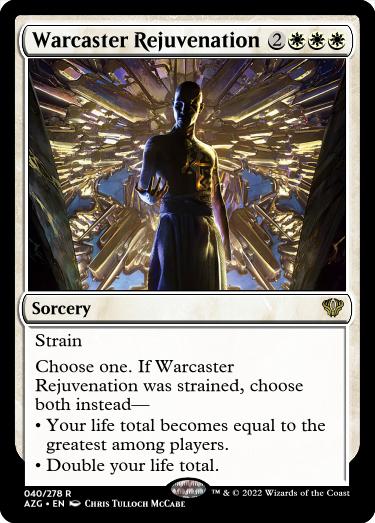 Warcaster Rejuvenation 2
Sorcery
Strain
Choose one. If Warcaster
Rejuvenation was strained, choose
both instead—
• Your life total becomes equal to the
greatest among players.
• Double your life total.
040/278 R
AZG • EN Chris Tulloch McCabe
™ & © 2022 Wizards of the Coast